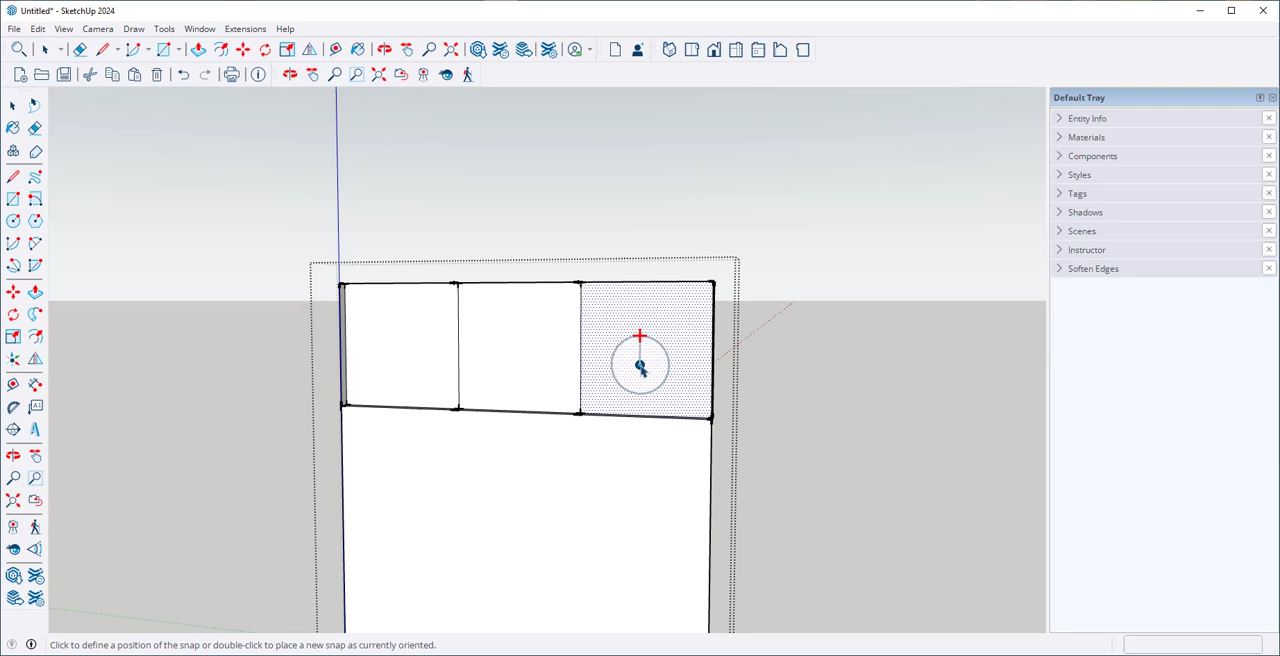 Untitled* - SketchUp 2024
File Edit View Camera Draw Tools Window Extensions Help
Default Tray
Entity Info
Materials
Components
Styles
Tags
Shadows
Scenes
Instructor
Soften Edges
Click to define a position of the snap or double-click to place a new snap as currently oriented.